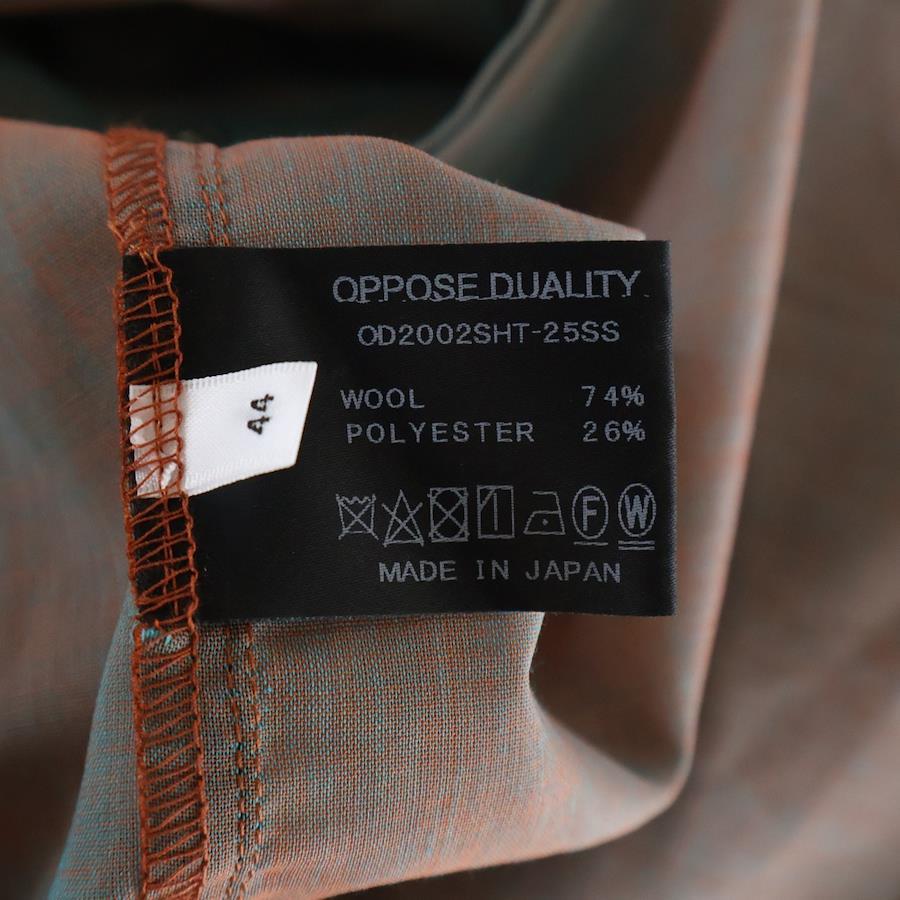 OPPOSE DUALITY
OD2002SHT-25SS
44
WOOL 74%
POLYESTER 26%
F W
MADE IN JAPAN